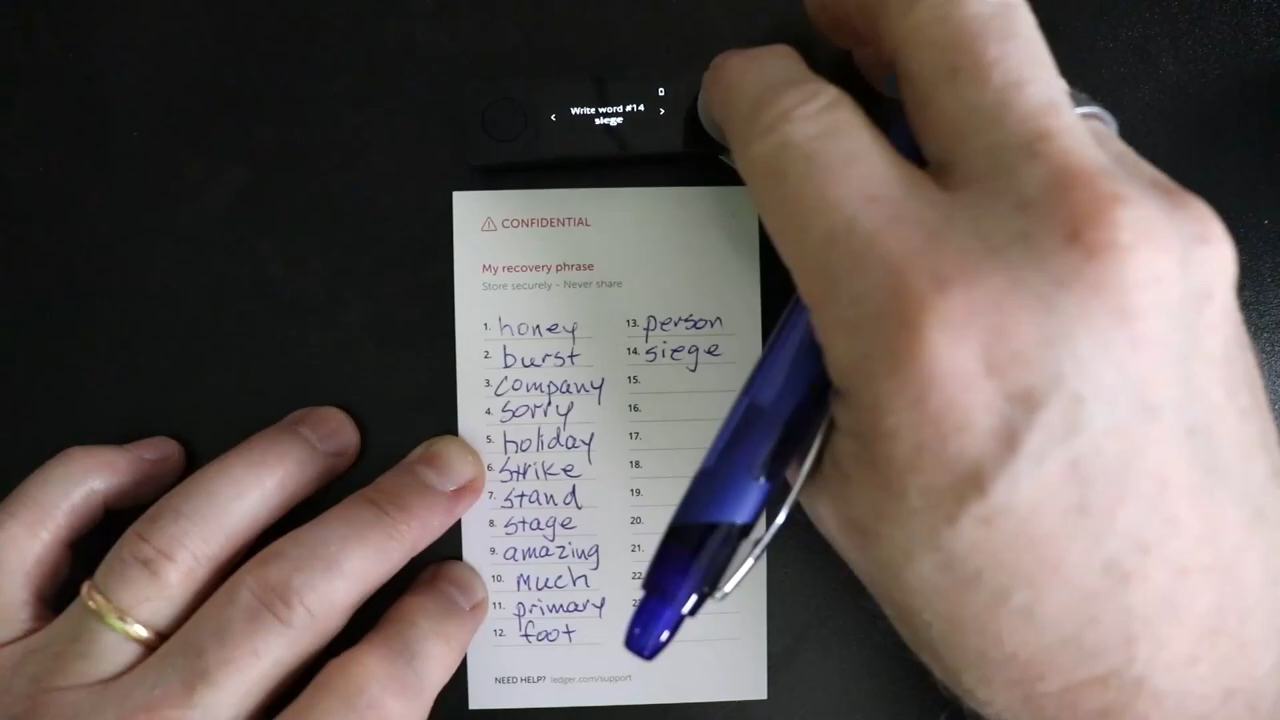 Write word #14
siege
CONFIDENTIAL
My recovery phrase
Store securely - Never share
1. honey
2. burst
3. company
4. sorry
5. holiday
6. strike
7. stand
8. stage
9. amazing
10. much
11. primary
12. foot
13. person
14. siege
15.
16.
17.
18.
19.
20.
21.
22
NEED HELP? ledger.com/support